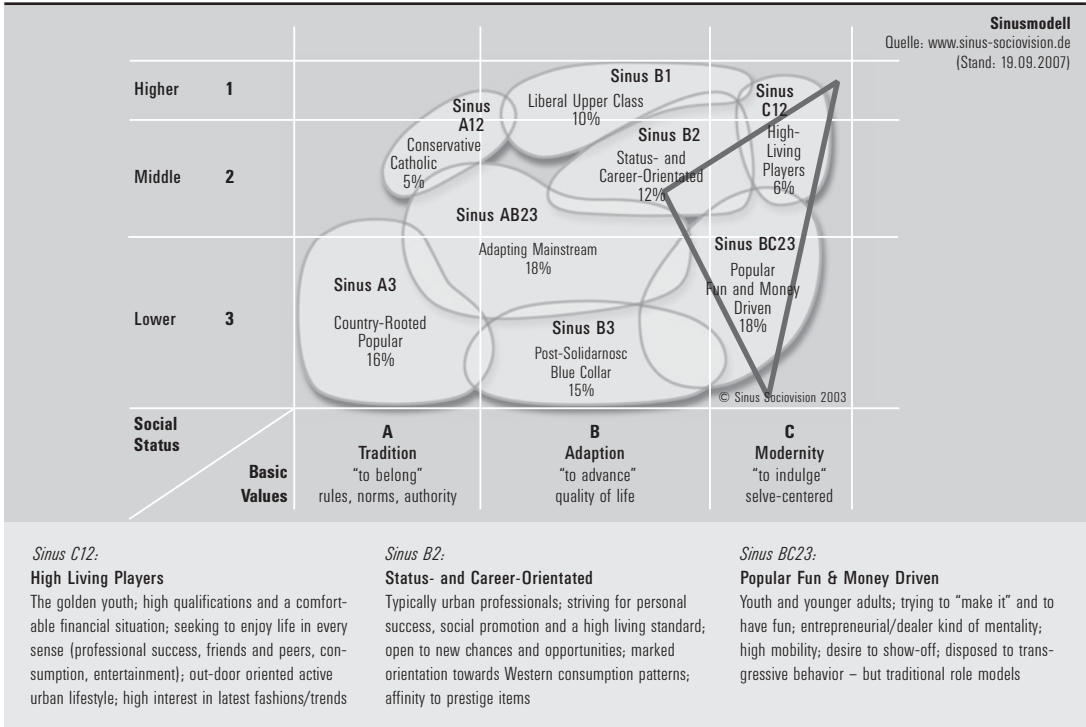 Sinusmodell
Quelle: www.sinus-sociovision.de
(Stand: 19.09.2007)
Higher 1
Middle 2
Lower 3
Sinus B1
Liberal Upper Class
10%
Sinus
C12
High-
Living
Players
6%
Sinus
A12
Conservative
Catholic
5%
Sinus B2
Status- and
Career-Orientated
12%
Sinus AB23
Adapting Mainstream
18%
Sinus BC23
Popular
Fun and Money
Driven
18%
Sinus A3
Country-Rooted
Popular
16%
Sinus B3
Post-Solidarnosc
Blue Collar
15%
© Sinus Sociovision 2003
Social
Status
Basic
Values
A
Tradition
“to belong”
rules, norms, authority
B
Adaption
“to advance”
quality of life
C
Modernity
“to indulge“
selve-centered
Sinus C12:
High Living Players
The golden youth; high qualifications and a comfort-
able financial situation; seeking to enjoy life in every
sense (professional success, friends and peers, con-
sumption, entertainment); out-door oriented active
urban lifestyle; high interest in latest fashions/trends
Sinus B2:
Status- and Career-Orientated
Typically urban professionals; striving for personal
success, social promotion and a high living standard;
open to new chances and opportunities; marked
orientation towards Western consumption patterns;
affinity to prestige items
Sinus BC23:
Popular Fun & Money Driven
Youth and younger adults; trying to “make it” and to
have fun; entrepreneurial/dealer kind of mentality;
high mobility; desire to show-off; disposed to trans-
gressive behavior – but traditional role models